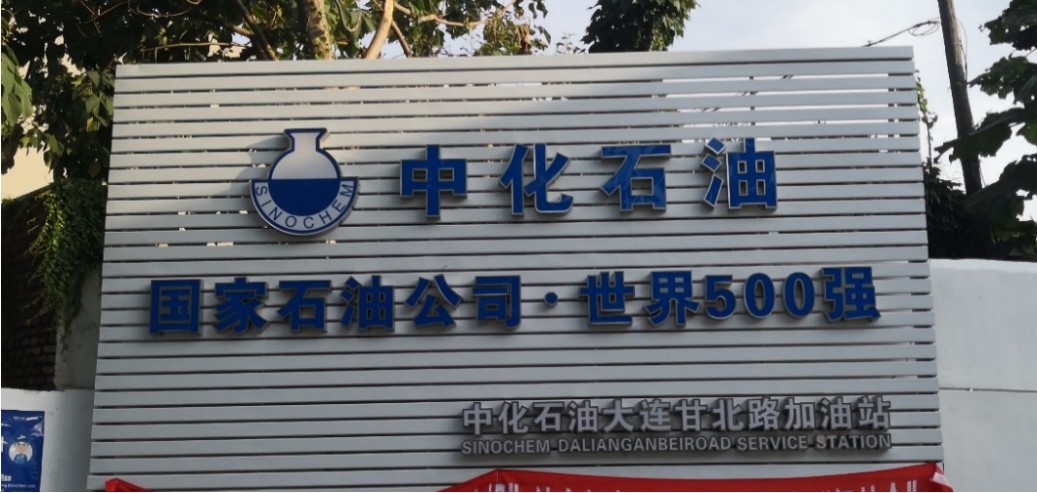 SINOCHEM
中化石油
国家石油公司·世界500强
中化石油大连甘北路加油站
SINOCHEM DALIANGANBEIROAD SERVICE STATION